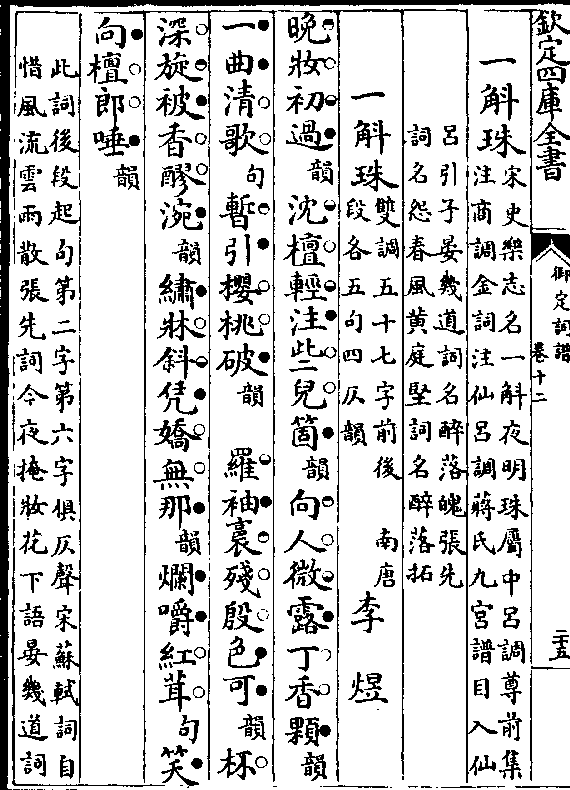 欽定四庫全書
御定詞譜
卷十二
二五
一斛珠
宋史樂志名一斛夜明珠屬中呂調尊前集
注商調金詞注仙呂調蔣氏九宮譜目入仙
呂引子晏幾道詞名醉落魄張先
詞名怨春風黄庭堅詞名醉落拓
一斛珠
雙調五十七字前後
段各五句四仄韻
南唐
李煜
晚妝初過韻沈檀輕注些兒箇韻向人微露丁香顆韻
一曲清歌句暫引櫻桃破韻 羅袖裛殘殷色可韻杯
深旋被香醪涴韻繡牀斜凭嬌無那韻爛嚼紅茸句笑
向檀郎唾韻
此詞後段起句第二字第六字俱仄聲宋蘇軾詞自
惜風流雲雨散張先詞今夜掩妝花下語晏幾道詞